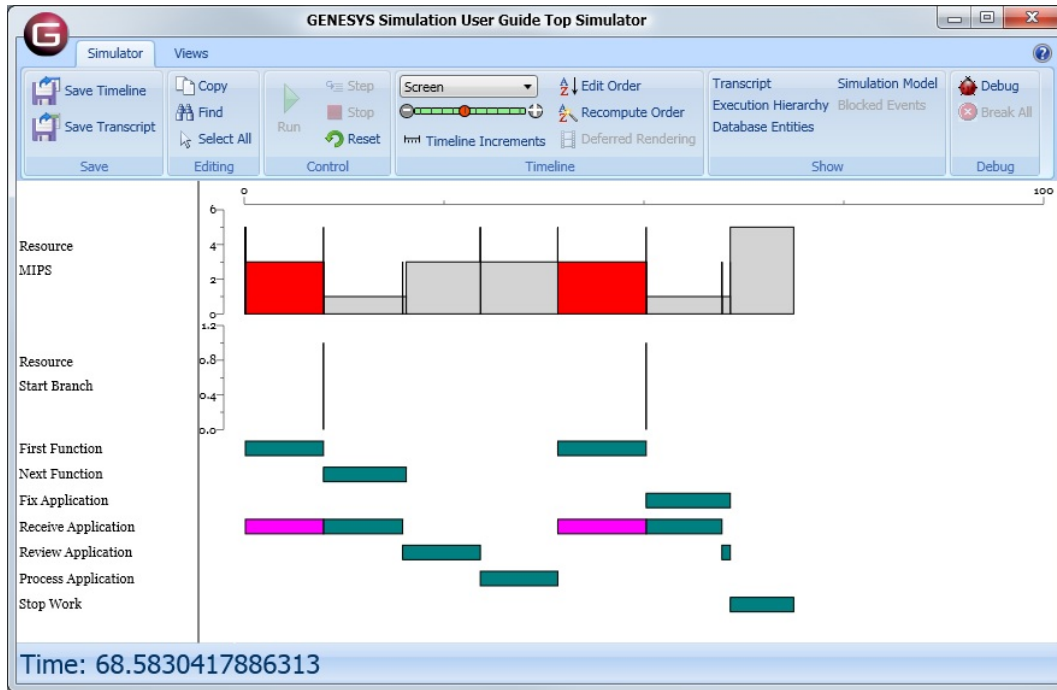 GENESYS Simulation User Guide Top Simulator
G
Simulator Views
Save Timeline
Save Transcript
Save
Copy
Find
Select All
Editing
Run
Step
Stop
Reset
Control
Screen
Timeline Increments
Edit Order
Recompute Order
Deferred Rendering
Timeline
Transcript
Execution Hierarchy
Database Entities
Simulation Model
Blocked Events
Show
Debug
Break All
Debug
0 100
Resource
MIPS
6
4
2
0
Resource
Start Branch
1.2
0.8
0.4
0.0
First Function
Next Function
Fix Application
Receive Application
Review Application
Process Application
Stop Work
Time: 68.5830417886313